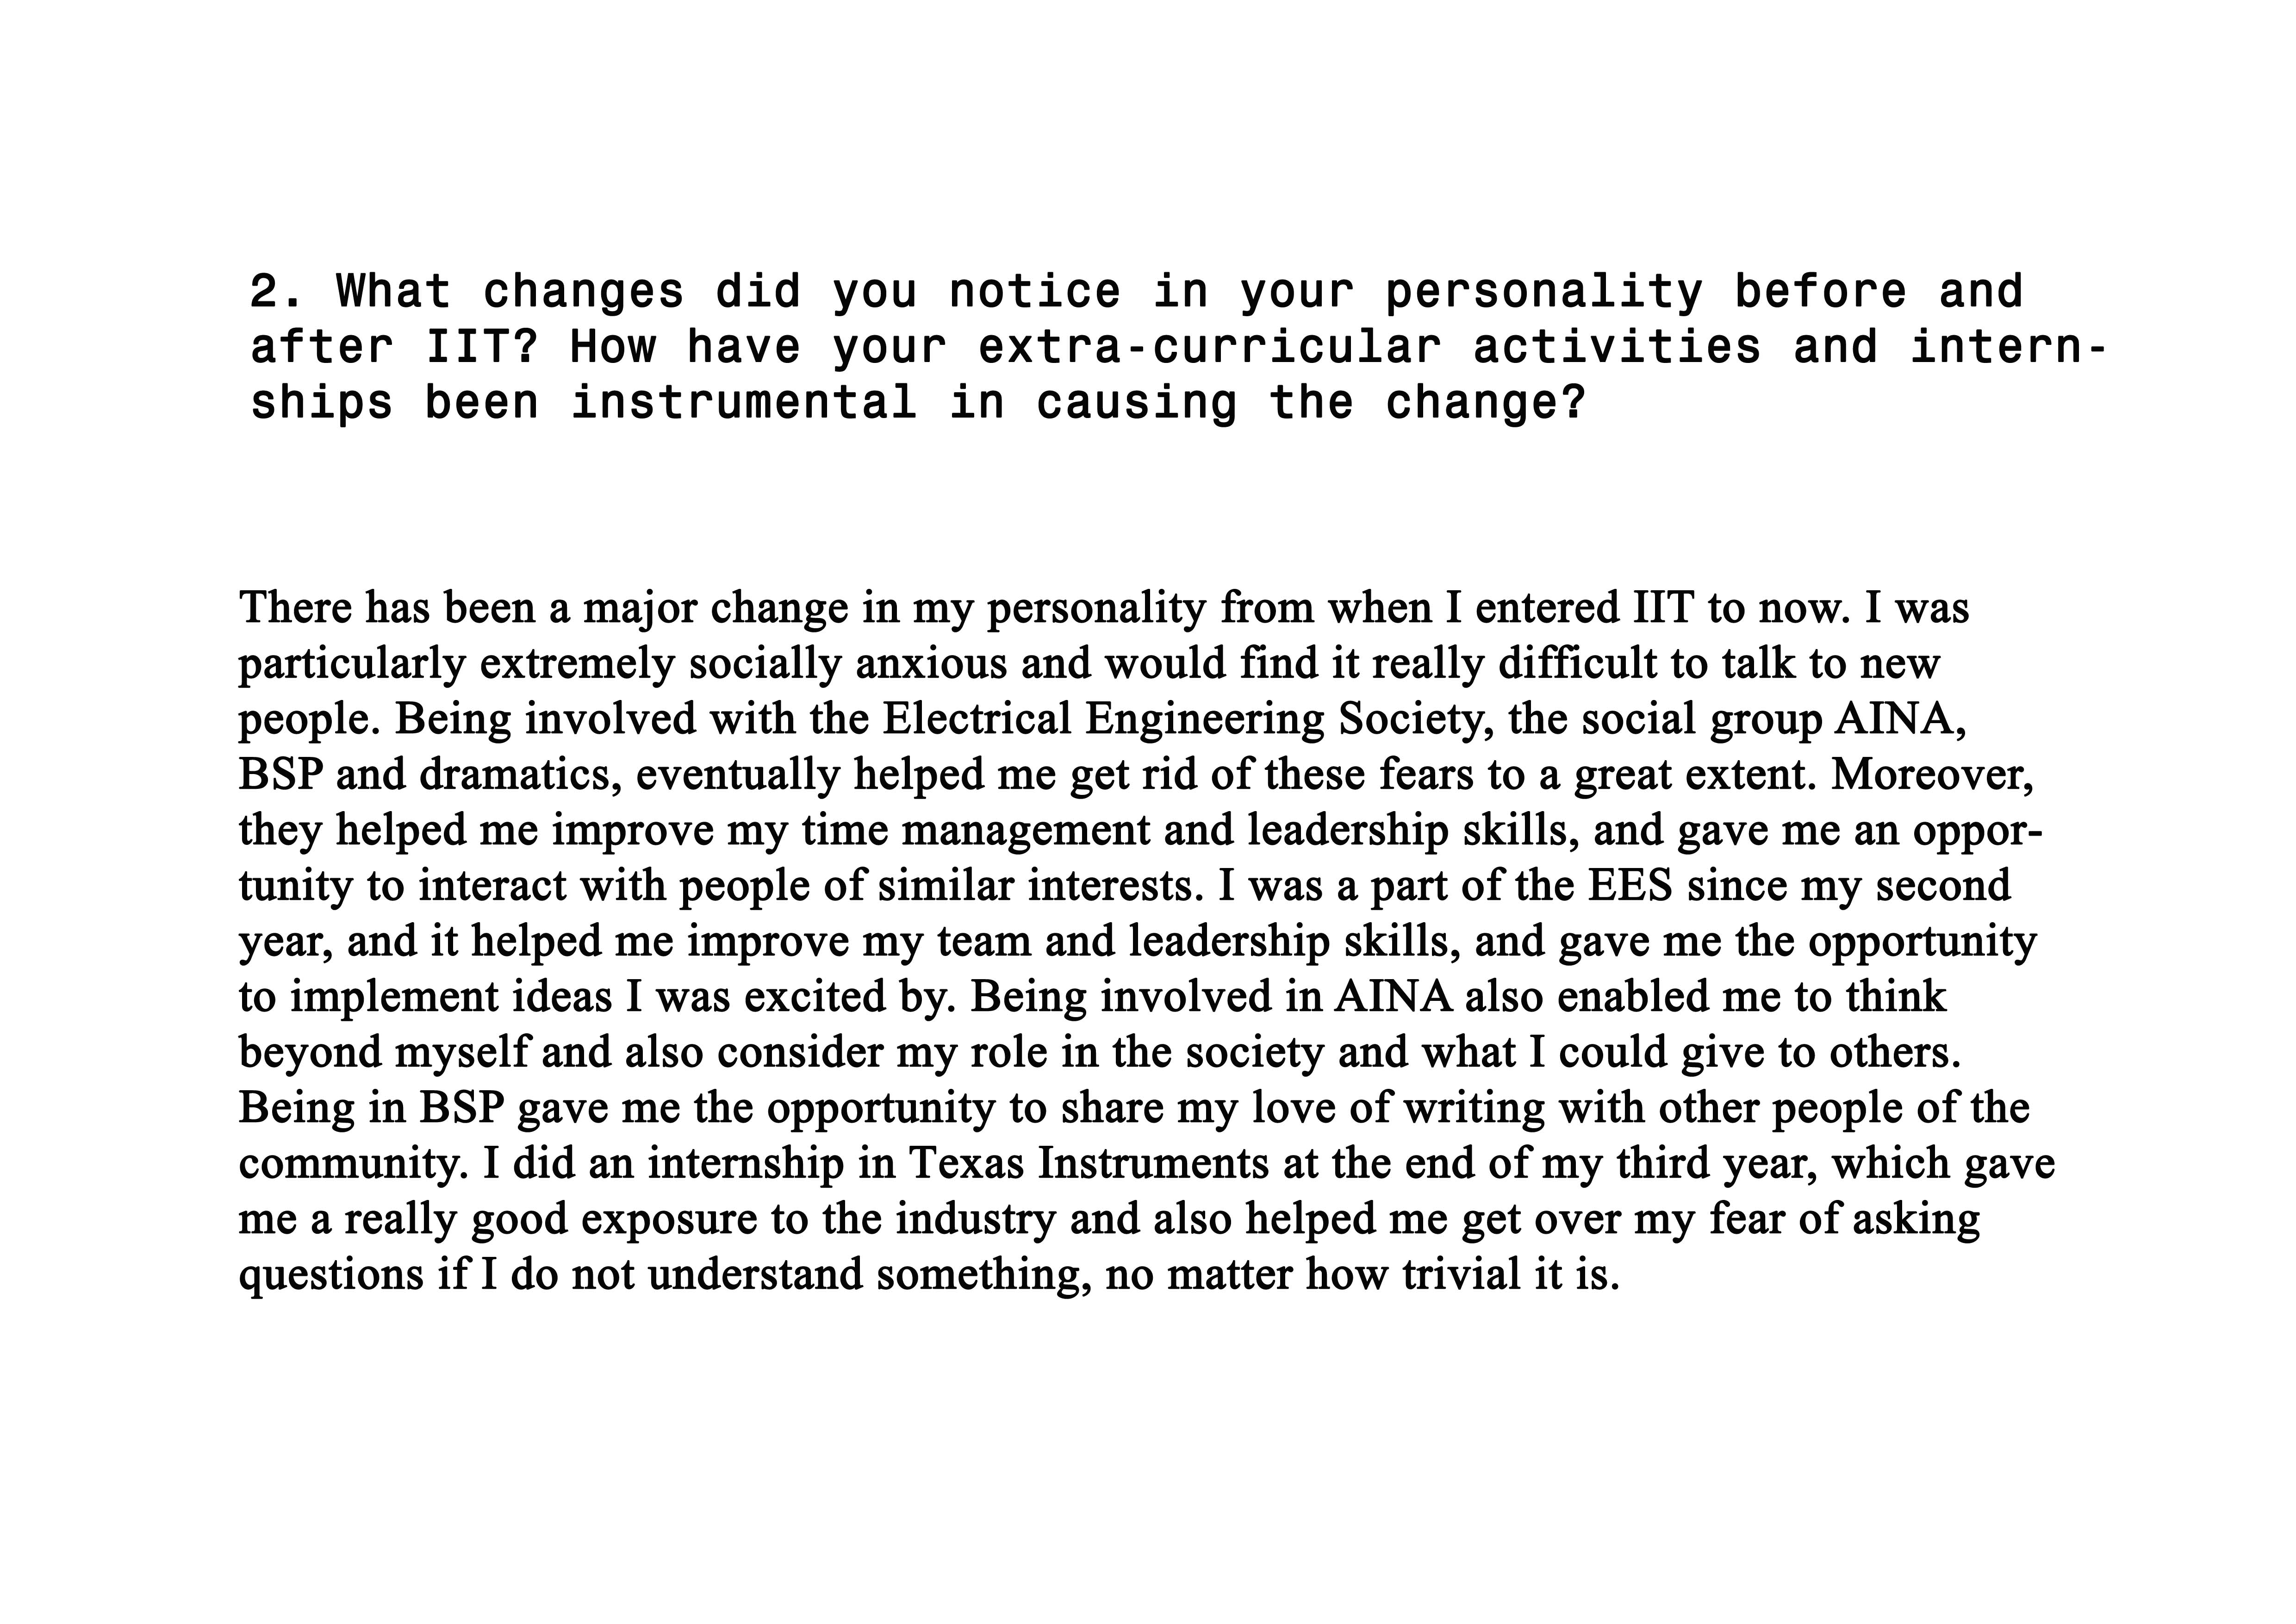 2. What changes did you notice in your personality before and
after IIT? How have your extra-curricular activities and intern-
ships been instrumental in causing the change?
There has been a major change in my personality from when I entered IIT to now. I was
particularly extremely socially anxious and would find it really difficult to talk to new
people. Being involved with the Electrical Engineering Society, the social group AINA,
BSP and dramatics, eventually helped me get rid of these fears to a great extent. Moreover,
they helped me improve my time management and leadership skills, and gave me an oppor-
tunity to interact with people of similar interests. I was a part of the EES since my second
year, and it helped me improve my team and leadership skills, and gave me the opportunity
to implement ideas I was excited by. Being involved in AINA also enabled me to think
beyond myself and also consider my role in the society and what I could give to others.
Being in BSP gave me the opportunity to share my love of writing with other people of the
community. I did an internship in Texas Instruments at the end of my third year, which gave
me a really good exposure to the industry and also helped me get over my fear of asking
questions if I do not understand something, no matter how trivial it is.